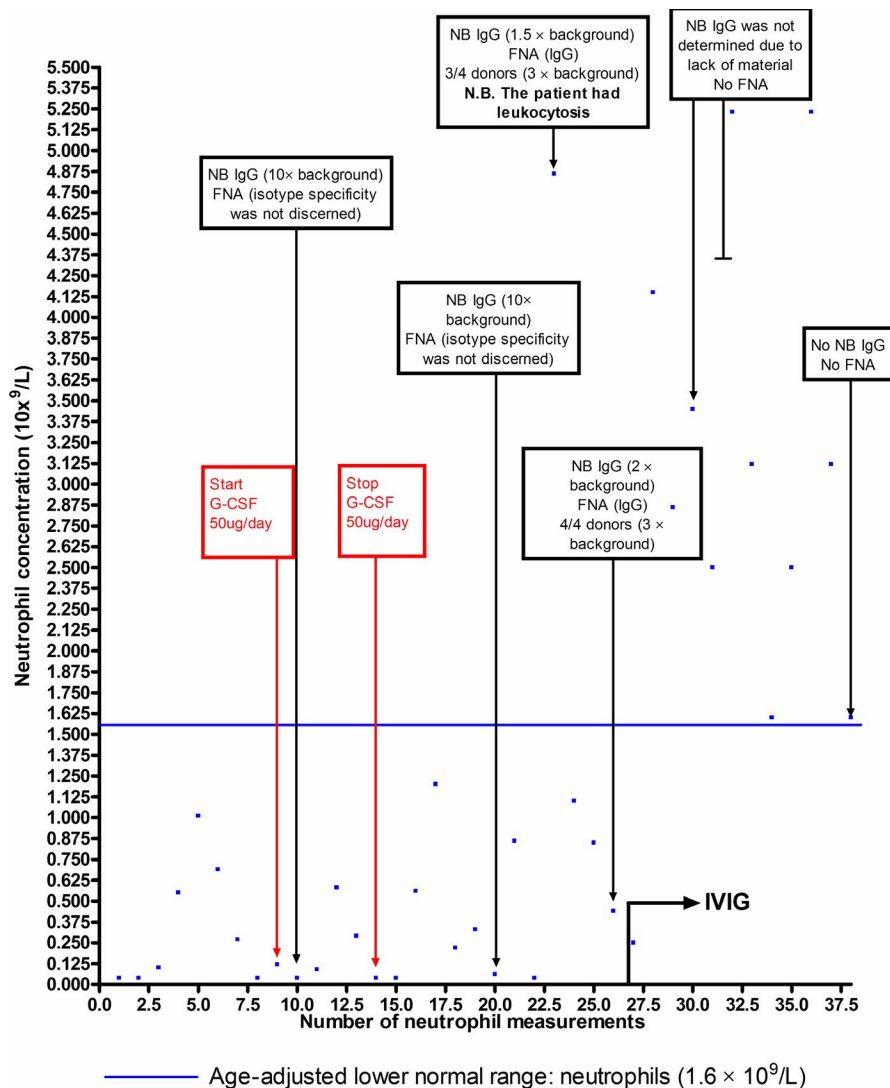 NB IgG (1.5 × background)
FNA (IgG)
3/4 donors (3 × background)
N.B. The patient had
leukocytosis
NB IgG was not
determined due to
lack of material
No FNA
NB IgG (10× background)
FNA (isotype specificity
was not discerned)
NB IgG (10×
background)
FNA (isotype specificity
was not discerned)
No NB IgG
No FNA
Start
G-CSF
50ug/day
Stop
G-CSF
50ug/day
NB IgG (2 ×
background)
FNA (IgG)
4/4 donors (3 ×
background)
IVIG
Neutrophil concentration (10x⁹/L)
5.500
5.375
5.250
5.125
5.000
4.875
4.750
4.625
4.500
4.375
4.250
4.125
4.000
3.875
3.750
3.625
3.500
3.375
3.250
3.125
3.000
2.875
2.750
2.625
2.500
2.375
2.250
2.125
2.000
1.875
1.750
1.625
1.500
1.375
1.250
1.125
1.000
0.875
0.750
0.625
0.500
0.375
0.250
0.125
0.000
0.0 2.5 5.0 7.5 10.0 12.5 15.0 17.5 20.0 22.5 25.0 27.5 30.0 32.5 35.0 37.5
Number of neutrophil measurements
Age-adjusted lower normal range: neutrophils (1.6 × 10⁹/L)